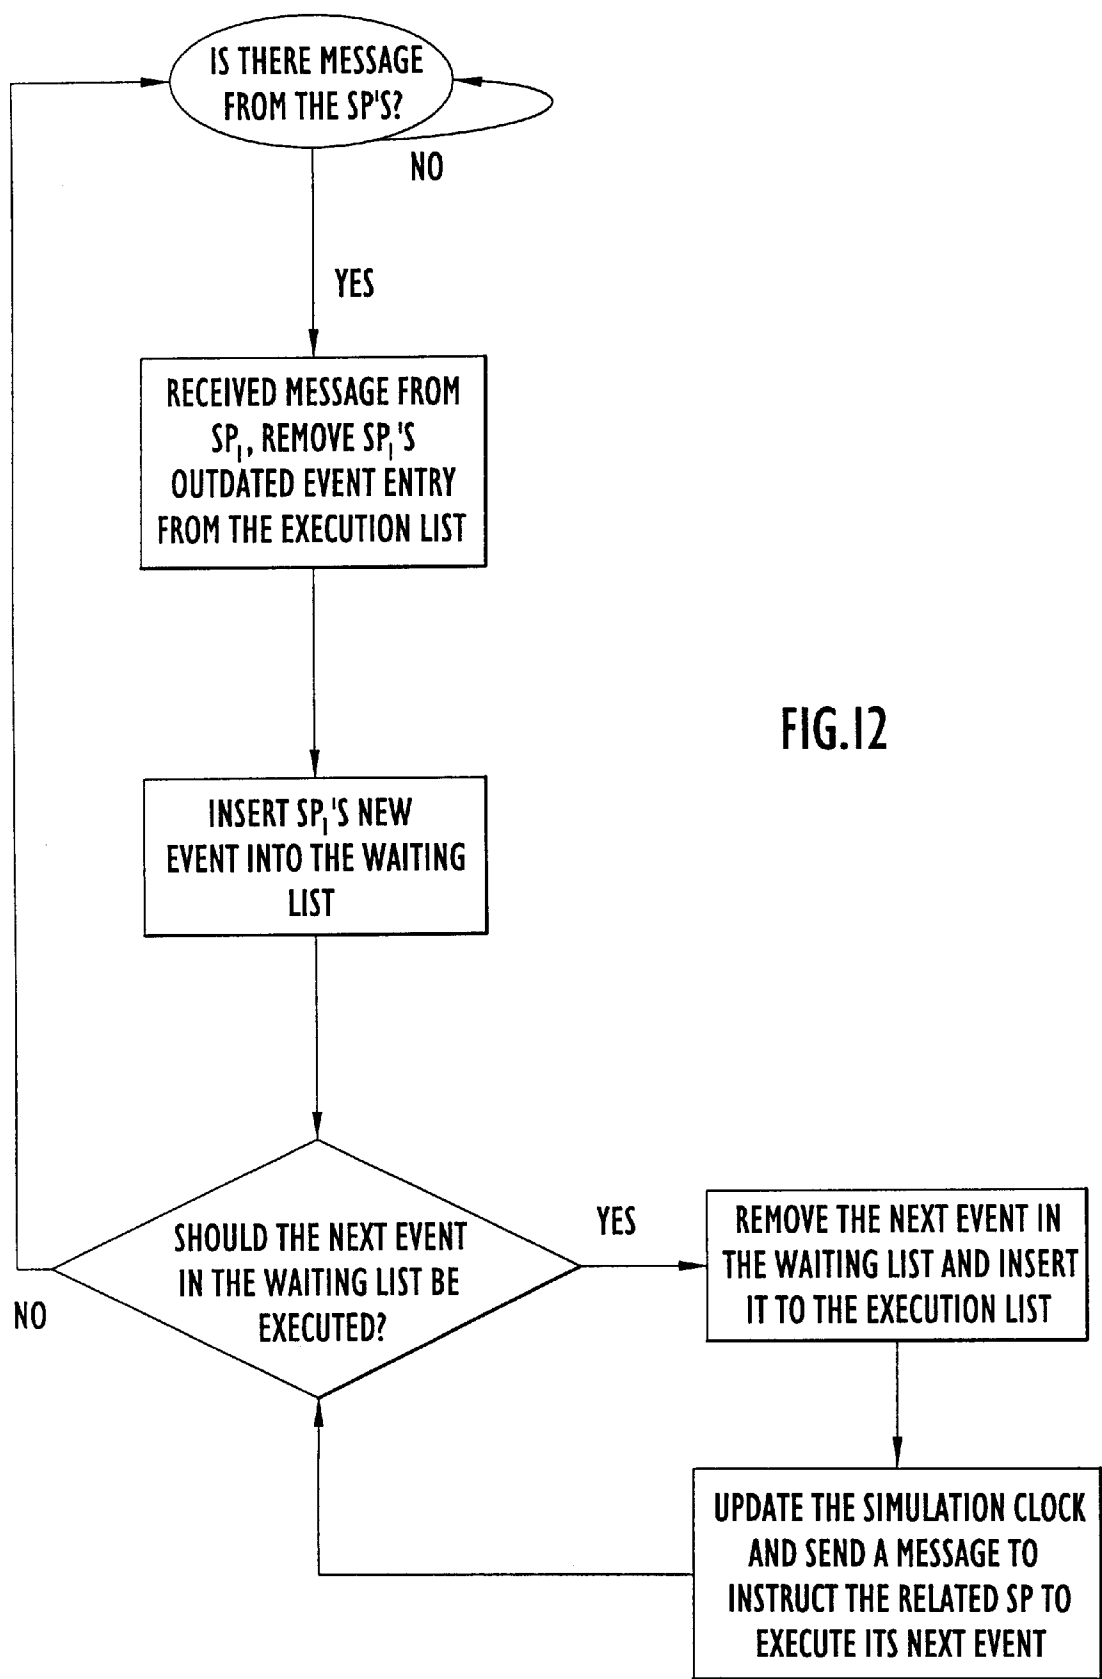 IS THERE MESSAGE
FROM THE SP'S?
NO
YES
RECEIVED MESSAGE FROM
SP₁, REMOVE SP₁'S
OUTDATED EVENT ENTRY
FROM THE EXECUTION LIST
FIG.12
INSERT SP₁'S NEW
EVENT INTO THE WAITING
LIST
SHOULD THE NEXT EVENT
IN THE WAITING LIST BE
EXECUTED?
YES
NO
REMOVE THE NEXT EVENT IN
THE WAITING LIST AND INSERT
IT TO THE EXECUTION LIST
UPDATE THE SIMULATION CLOCK
AND SEND A MESSAGE TO
INSTRUCT THE RELATED SP TO
EXECUTE ITS NEXT EVENT